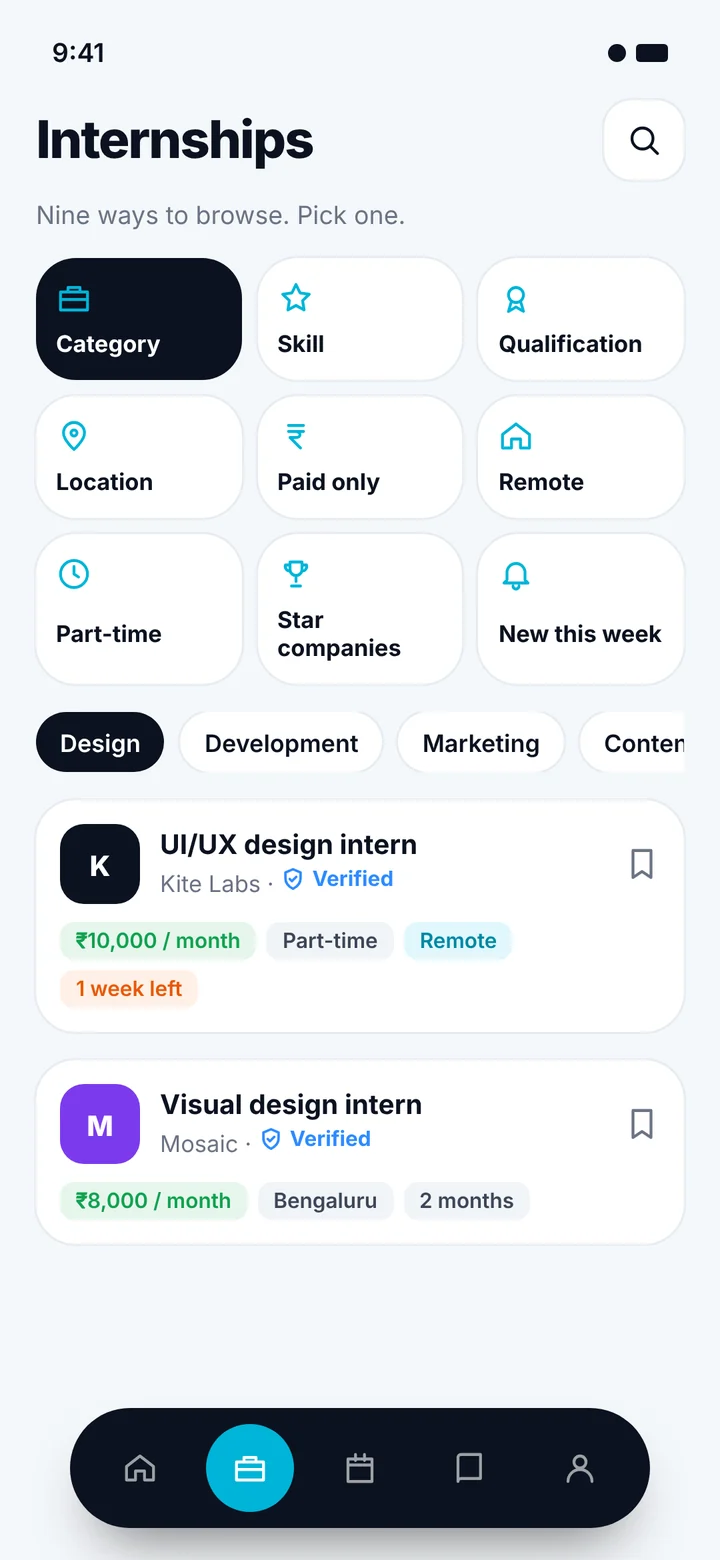 9:41
Internships
Nine ways to browse. Pick one.
Category
Skill
Qualification
Location
Paid only
Remote
Part-time
Star
companies
New this week
Design
Development
Marketing
Conten
K
UI/UX design intern
Kite Labs · Verified
₹10,000 / month
Part-time
Remote
1 week left
M
Visual design intern
Mosaic · Verified
₹8,000 / month
Bengaluru
2 months